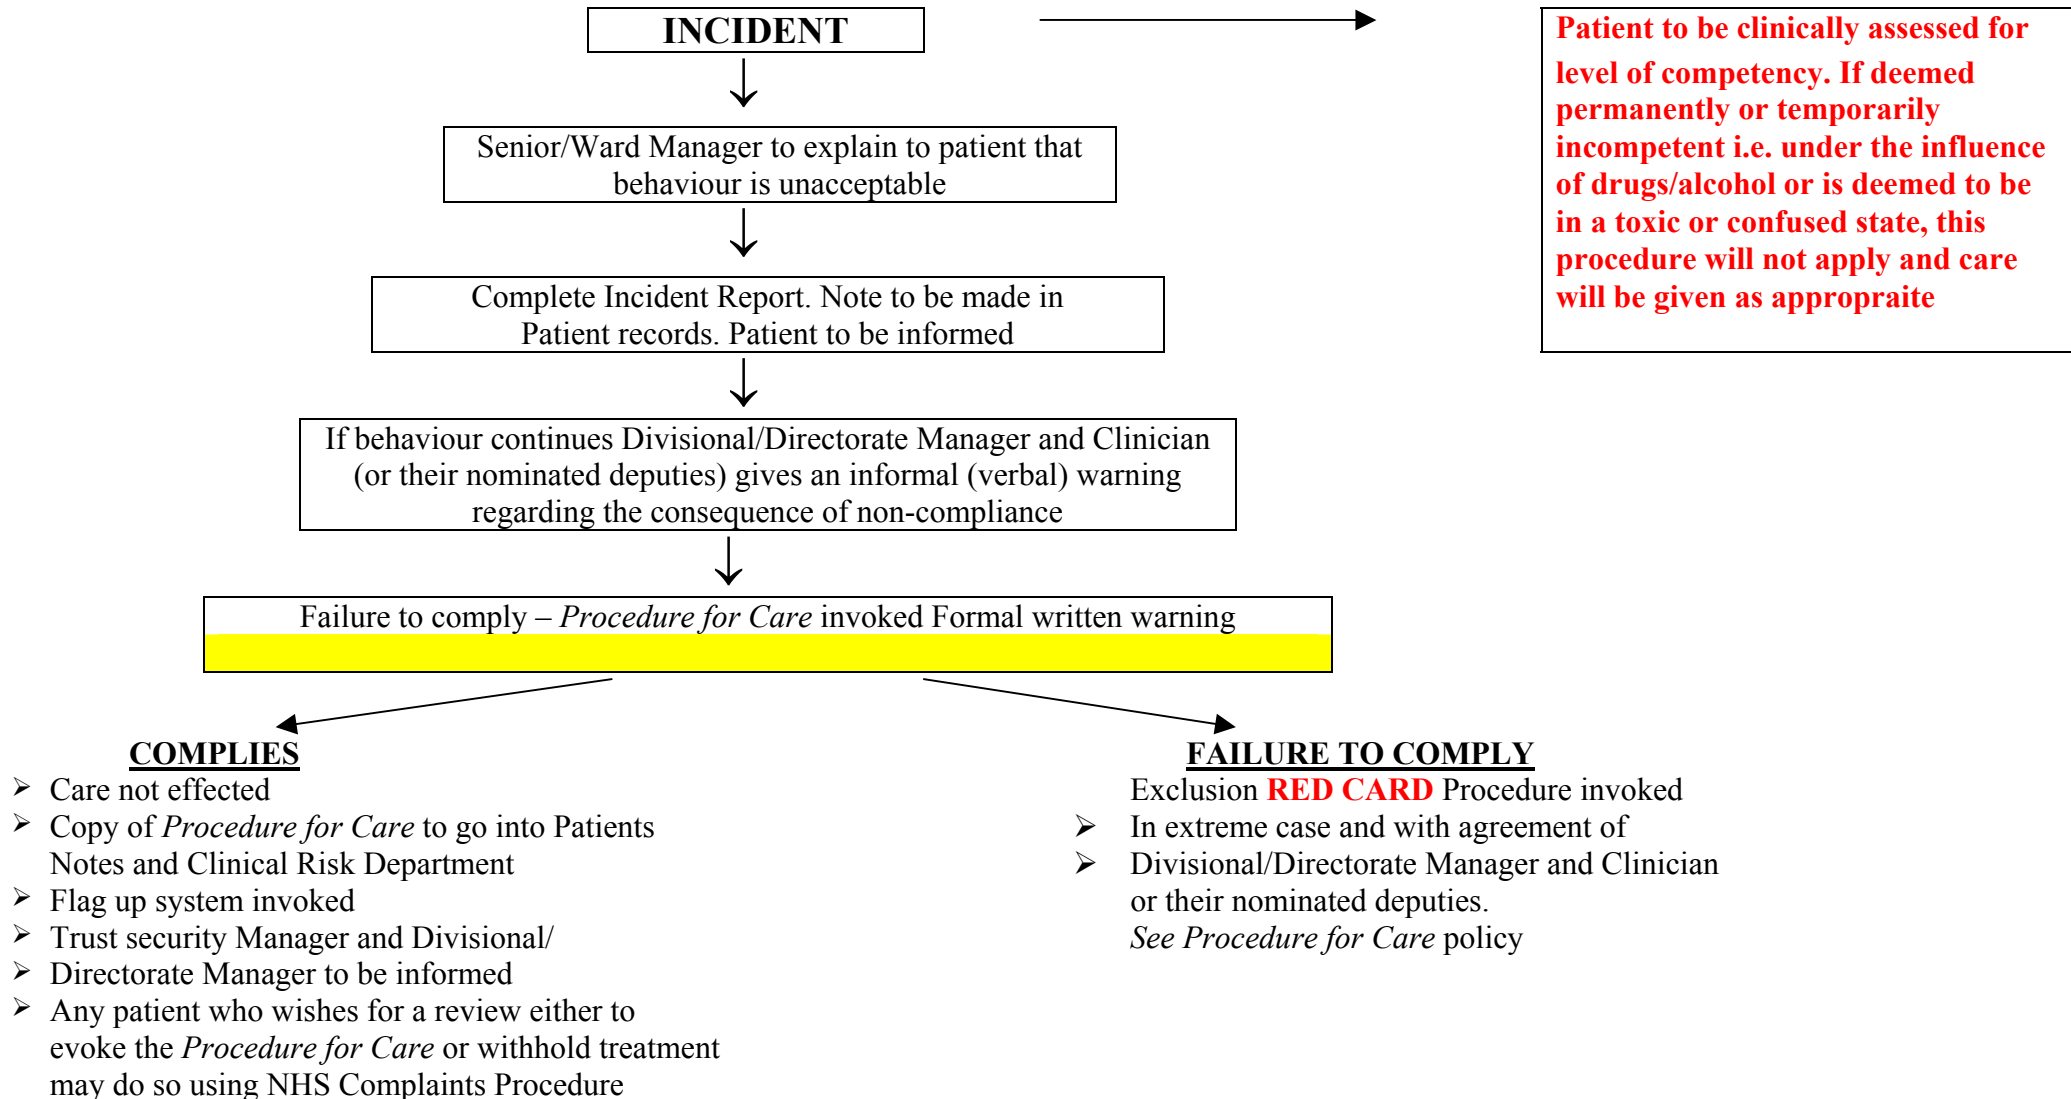 INCIDENT
Patient to be clinically assessed for
level of competency. If deemed
permanently or temporarily
incompetent i.e. under the influence
of drugs/alcohol or is deemed to be
in a toxic or confused state, this
procedure will not apply and care
will be given as appropraite
Senior/Ward Manager to explain to patient that
behaviour is unacceptable
Complete Incident Report. Note to be made in
Patient records. Patient to be informed
If behaviour continues Divisional/Directorate Manager and Clinician
(or their nominated deputies) gives an informal (verbal) warning
regarding the consequence of non-compliance
Failure to comply – Procedure for Care invoked Formal written warning
COMPLIES
➢ Care not effected
➢ Copy of Procedure for Care to go into Patients
Notes and Clinical Risk Department
➢ Flag up system invoked
➢ Trust security Manager and Divisional/
➢ Directorate Manager to be informed
➢ Any patient who wishes for a review either to
evoke the Procedure for Care or withhold treatment
may do so using NHS Complaints Procedure
FAILURE TO COMPLY
Exclusion RED CARD Procedure invoked
➢ In extreme case and with agreement of
➢ Divisional/Directorate Manager and Clinician
or their nominated deputies.
See Procedure for Care policy